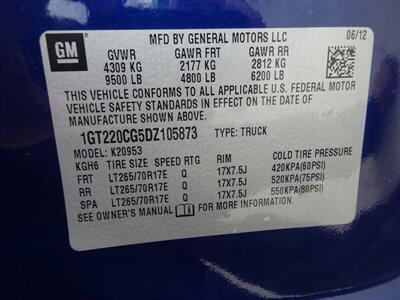 GM
MFD BY GENERAL MOTORS LLC 06/12
GVWR GAWR FRT GAWR RR
4309 KG 2177 KG 2812 KG
9500 LB 4800 LB 6200 LB
THIS VEHICLE CONFORMS TO ALL APPLICABLE U.S. FEDERAL MOTOR
VEHICLE SAFETY STANDARDS IN EFFECT ON THE DATE OF
MANUFACTURE SHOWN ABOVE.
1GT220CG5DZ105873 TYPE: TRUCK
MODEL: K20953
KGH6 TIRE SIZE SPEED RTG RIM COLD TIRE PRESSURE
FRT LT265/70R17E Q 17X7.5J 420KPA(60PSI)
RR LT265/70R17E Q 17X7.5J 520KPA(75PSI)
SPA LT265/70R17E Q 17X7.5J 550KPA(80PSI)
SEE OWNER'S MANUAL FOR MORE INFORMATION.